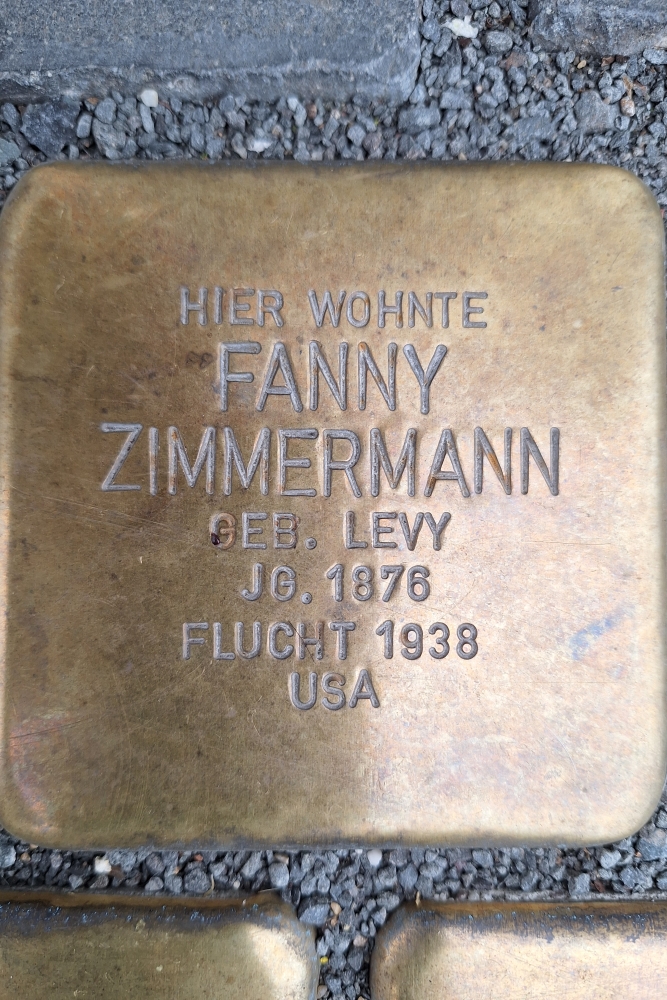 HIER WOHNTE
FANNY
ZIMMERMANN
GEB. LEVY
JG. 1876
FLUCHT 1938
USA